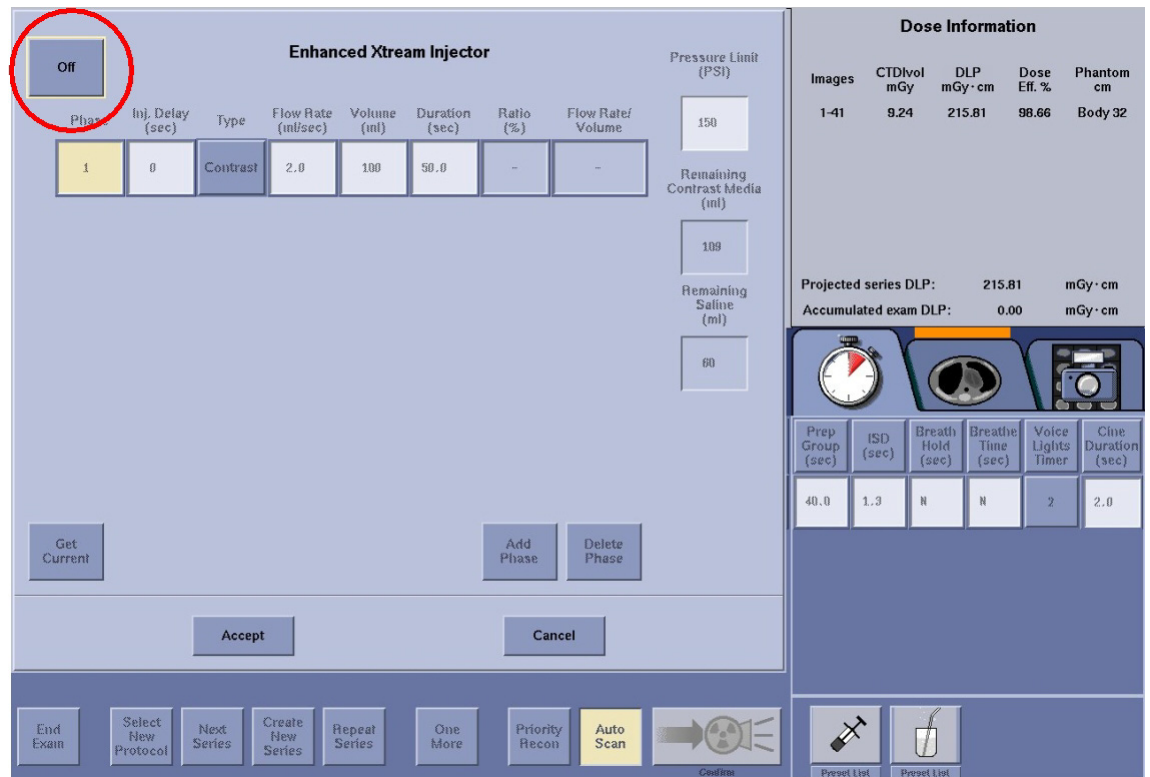 Off
Enhanced Xtream Injector
Pressure Limit
(PSI)
150
Phase
Inj. Delay
(sec)
Type
Flow Rate
(ml/sec)
Volume
(ml)
Duration
(sec)
Ratio
(%)
Flow Rate/
Volume
1
0
Contrast
2.0
100
50.0
-
-
Remaining
Contrast Media
(ml)
109
Remaining
Saline
(ml)
60
Get
Current
Add
Phase
Delete
Phase
Accept
Cancel
End
Exam
Select
New
Protocol
Next
Series
Create
New
Series
Repeat
Series
One
More
Priority
Recon
Auto
Scan
Confirm
Dose Information
Images
CTDIvol
mGy
DLP
mGy·cm
Dose
Eff. %
Phantom
cm
1-41 9.24 215.81 98.66 Body 32
Projected series DLP: 215.81 mGy·cm
Accumulated exam DLP: 0.00 mGy·cm
Prep
Group
(sec)
ISD
(sec)
Breath
Hold
(sec)
Breathe
Time
(sec)
Voice
Lights
Timer
Cine
Duration
(sec)
40.0
1.3
N
N
2
2.0
Preset List
Preset List